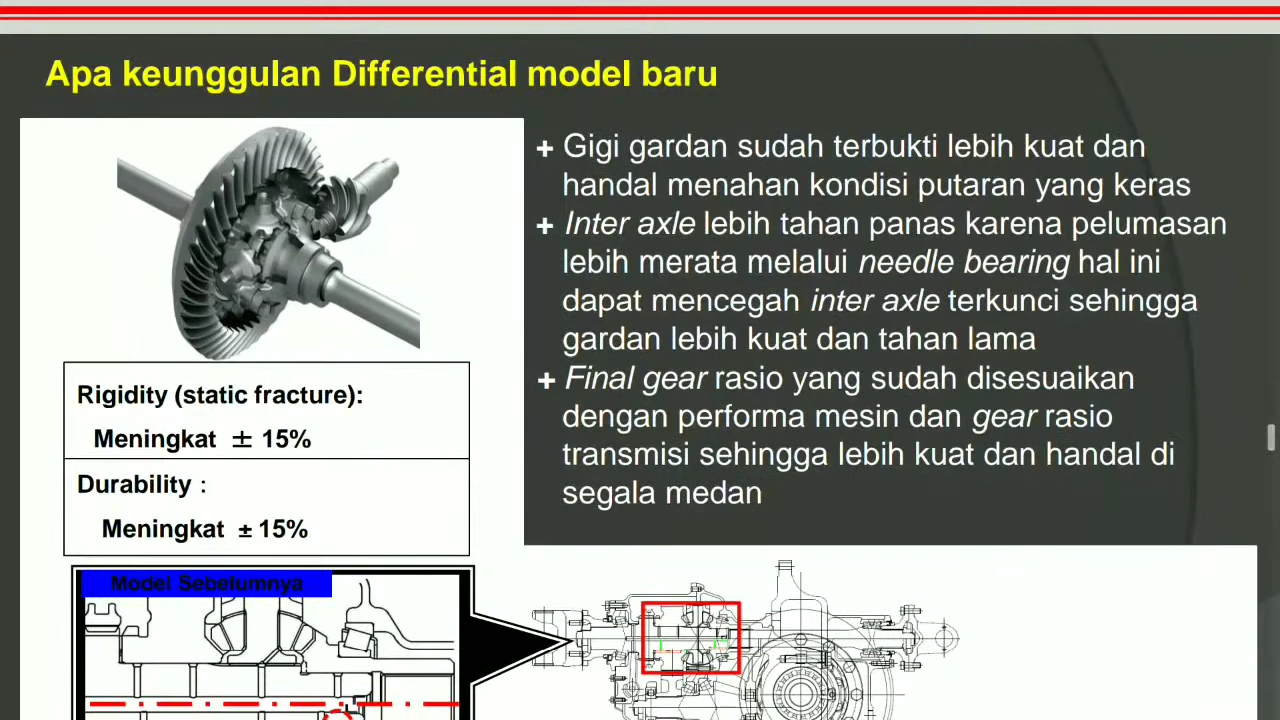 Apa keunggulan Differential model baru
+ Gigi gardan sudah terbukti lebih kuat dan
handal menahan kondisi putaran yang keras
+ Inter axle lebih tahan panas karena pelumasan
lebih merata melalui needle bearing hal ini
dapat mencegah inter axle terkunci sehingga
gardan lebih kuat dan tahan lama
+ Final gear rasio yang sudah disesuaikan
dengan performa mesin dan gear rasio
transmisi sehingga lebih kuat dan handal di
segala medan
Rigidity (static fracture):
Meningkat ± 15%
Durability :
Meningkat ± 15%
Model Sebelumnya